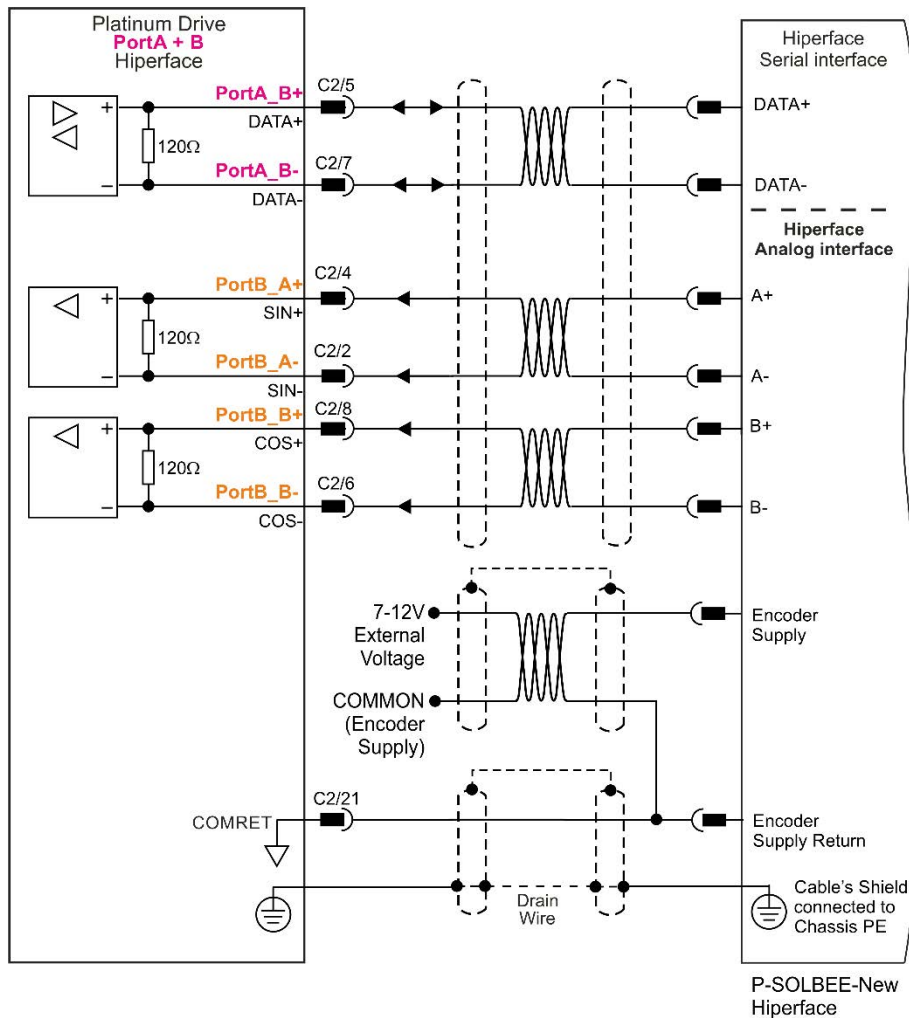 Platinum Drive
PortA + B
Hiperface
Hiperface
Serial interface
PortA_B+
C2/5
DATA+
DATA+
+
120Ω
−
PortA_B-
C2/7
DATA-
DATA-
Hiperface
Analog interface
PortB_A+
C2/4
SIN+
A+
+
120Ω
−
PortB_A-
C2/2
SIN-
A-
PortB_B+
C2/8
COS+
B+
+
120Ω
−
PortB_B-
C2/6
COS-
B-
7-12V
External
Voltage
Encoder
Supply
COMMON
(Encoder
Supply)
COMRET
C2/21
Encoder
Supply Return
Drain
Wire
Cable's Shield
connected to
Chassis PE
P-SOLBEE-New
Hiperface